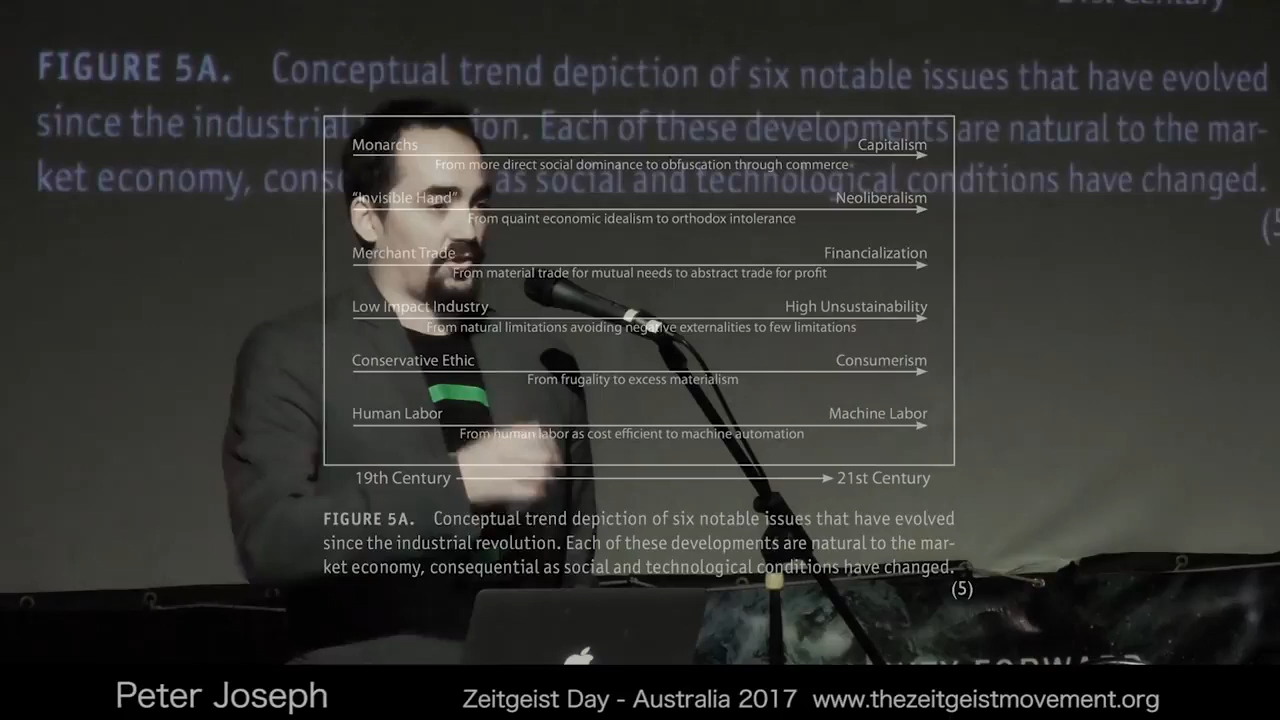 21st Century
FIGURE 5A. Conceptual trend depiction of six notable issues that have evolved
since the industrial ion. Each of these developments are natural to the mar-
ket economy, as social and technological conditions have changed.
Monarchs Capitalism
From more direct social dominance to obfuscation through commerce
"Invisible Hand" Neoliberalism
From quaint economic idealism to orthodox intolerance
Merchant Trade Financialization
From material trade for mutual needs to abstract trade for profit
Low Impact Industry High Unsustainability
From natural limitations avoiding negative externalities to few limitations
Conservative Ethic Consumerism
From frugality to excess materialism
Human Labor Machine Labor
From human labor as cost efficient to machine automation
19th Century 21st Century
FIGURE 5A. Conceptual trend depiction of six notable issues that have evolved
since the industrial revolution. Each of these developments are natural to the mar-
ket economy, consequential as social and technological conditions have changed.
(5)
Peter Joseph Zeitgeist Day - Australia 2017 www.thezeitgeistmovement.org